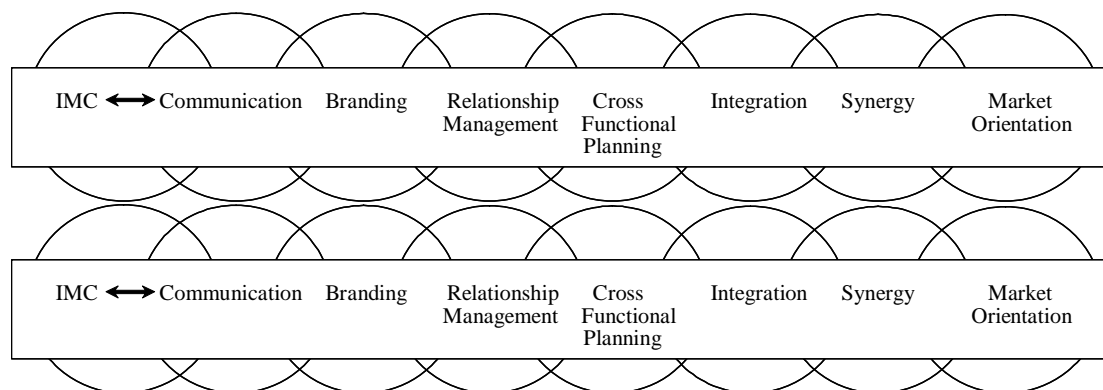 IMC Communication Branding Relationship Cross Integration Synergy Market
Management Functional Orientation
Planning
IMC Communication Branding Relationship Cross Integration Synergy Market
Management Functional Orientation
Planning